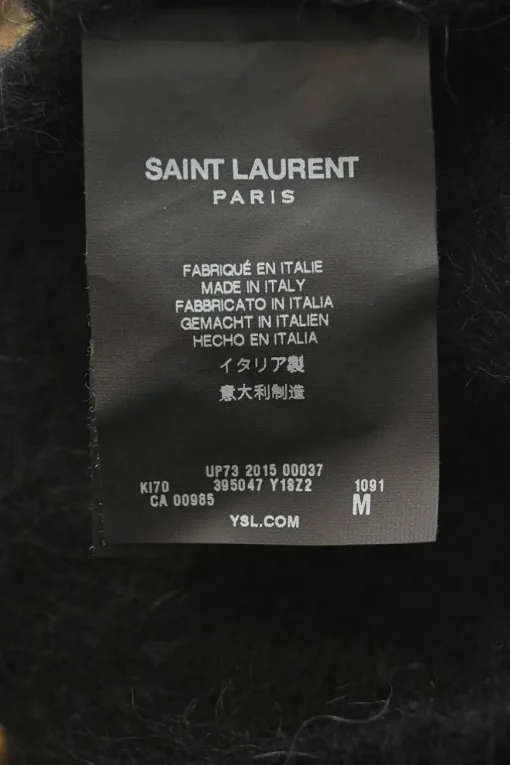 SAINT LAURENT
PARIS
FABRIQUÉ EN ITALIE
MADE IN ITALY
FABBRICATO IN ITALIA
GEMACHT IN ITALIEN
HECHO EN ITALIA
イタリア製
意大利制造
UP73 2015 00037
KI70 395047 Y18Z2 1091
CA 00985 M
YSL.COM